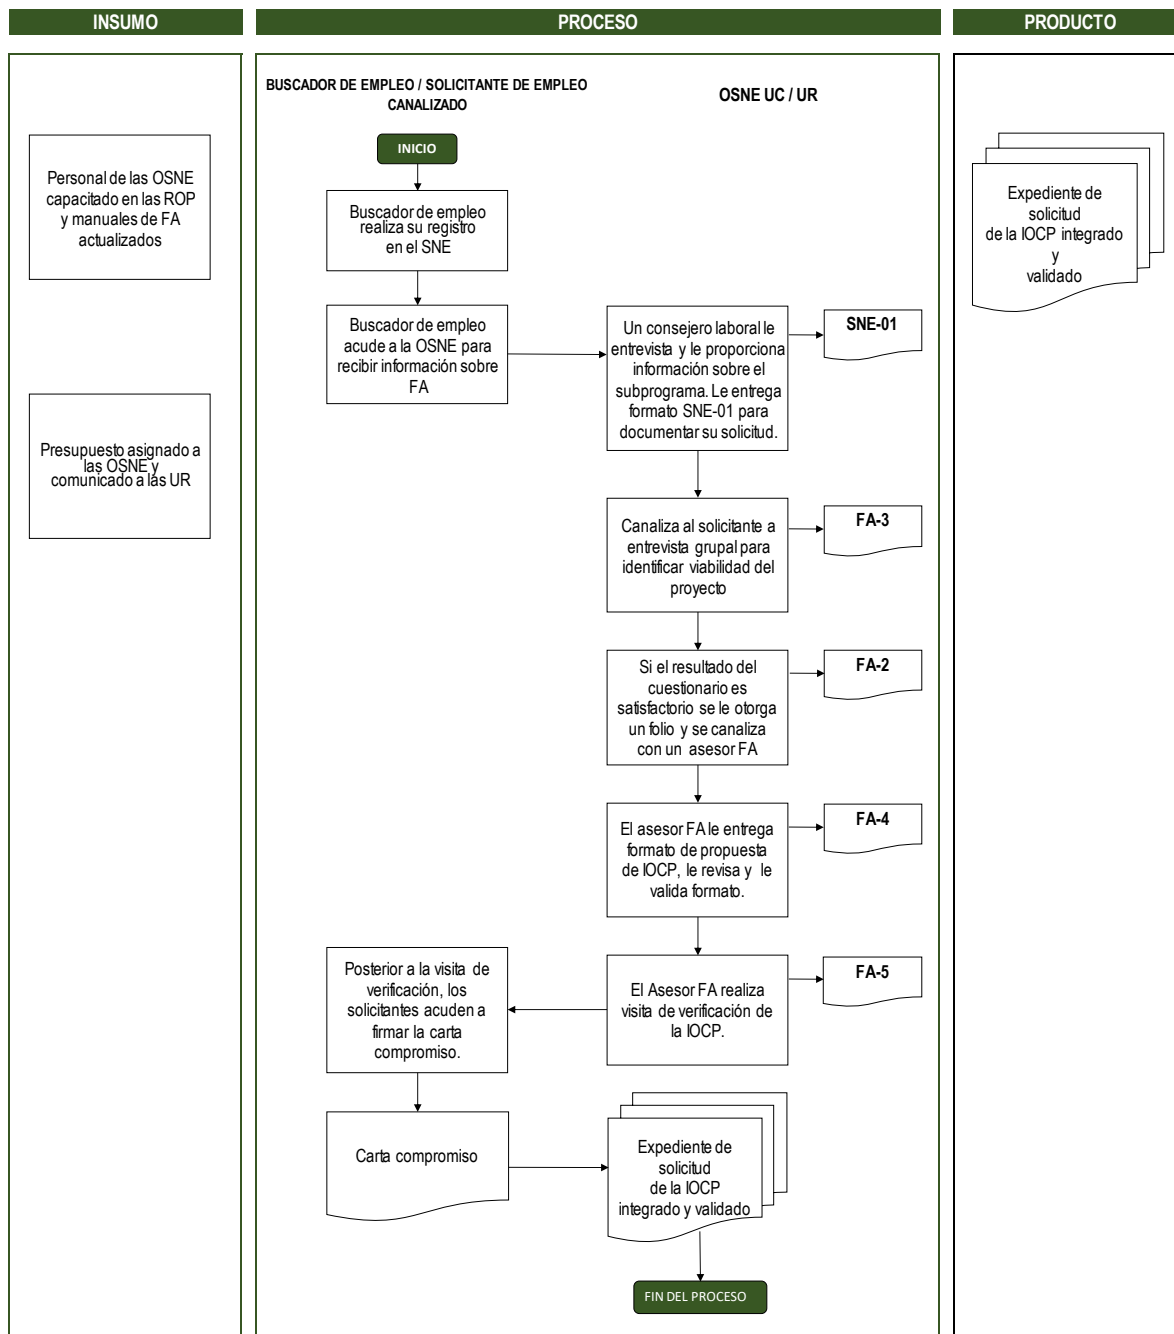 INSUMO
PROCESO
PRODUCTO
Personal de las OSNE
capacitado en las ROP
y manuales de FA
actualizados
Presupuesto asignado a
las OSNE y
comunicado a las UR
BUSCADOR DE EMPLEO / SOLICITANTE DE EMPLEO
CANALIZADO
OSNE UC / UR
INICIO
Buscador de empleo
realiza su registro
en el SNE
Buscador de empleo
acude a la OSNE para
recibir información sobre
FA
Un consejero laboral le
entrevista y le proporciona
información sobre el
subprograma. Le entrega
formato SNE-01 para
documentar su solicitud.
SNE-01
Canaliza al solicitante a
entrevista grupal para
identificar viabilidad del
proyecto
FA-3
Si el resultado del
cuestionario es
satisfactorio se le otorga
un folio y se canaliza
con un asesor FA
FA-2
El asesor FA le entrega
formato de propuesta
de IOCP, le revisa y le
valida formato.
FA-4
El Asesor FA realiza
visita de verificación de
la IOCP.
FA-5
Posterior a la visita de
verificación, los
solicitantes acuden a
firmar la carta
compromiso.
Carta compromiso
Expediente de
solicitud
de la IOCP
integrado y validado
FIN DEL PROCESO
Expediente de
solicitud
de la IOCP integrado
y
validado